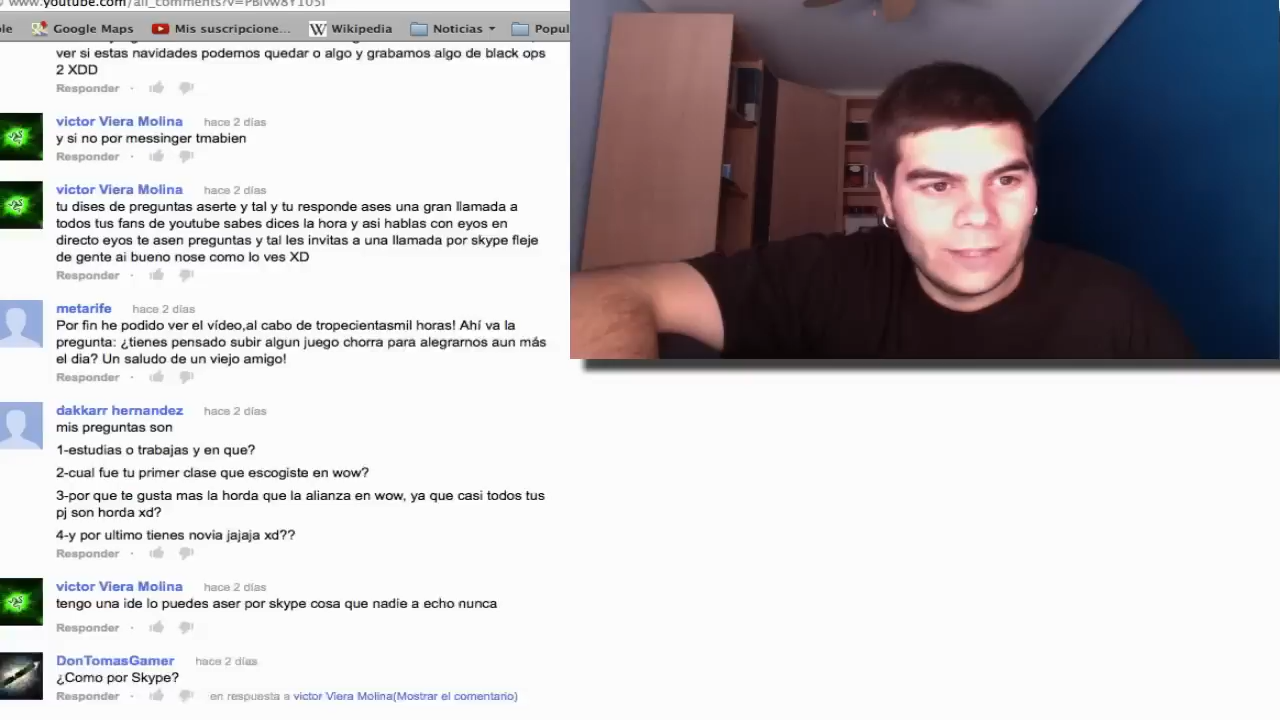 www.youtube.com/all_comments?v=
Google Maps
Mis suscripcione...
Wikipedia
Noticias
Popul
ver si estas navidades podemos quedar o algo y grabamos algo de black ops
2 XDD
Responder ·
victor Viera Molina hace 2 días
y si no por messinger tmabien
Responder ·
victor Viera Molina hace 2 días
tu dises de preguntas aserte y tal y tu responde ases una gran llamada a
todos tus fans de youtube sabes dices la hora y asi hablas con eyos en
directo eyos te asen preguntas y tal les invitas a una llamada por skype fleje
de gente ai bueno nose como lo ves XD
Responder ·
metarife hace 2 días
Por fin he podido ver el vídeo,al cabo de tropecientasmil horas! Ahí va la
pregunta: ¿tienes pensado subir algun juego chorra para alegrarnos aun más
el dia? Un saludo de un viejo amigo!
Responder ·
dakkarr hernandez hace 2 días
mis preguntas son
1-estudias o trabajas y en que?
2-cual fue tu primer clase que escogiste en wow?
3-por que te gusta mas la horda que la alianza en wow, ya que casi todos tus
pj son horda xd?
4-y por ultimo tienes novia jajaja xd??
Responder ·
victor Viera Molina hace 2 días
tengo una ide lo puedes aser por skype cosa que nadie a echo nunca
Responder ·
DonTomasGamer hace 2 días
¿Como por Skype?
Responder · en respuesta a victor Viera Molina(Mostrar el comentario)